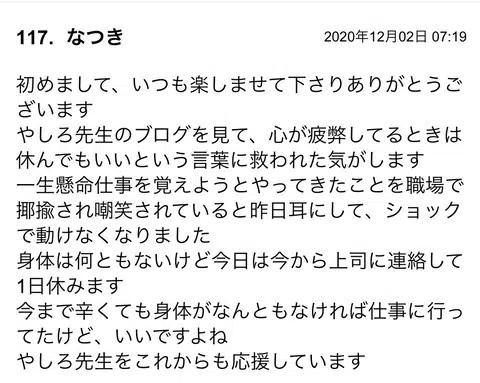 117. なつき 2020年12月02日 07:19
初めまして、いつも楽しませて下さりありがとうご
ざいます
やしろ先生のブログを見て、心が疲弊してるときは
休んでもいいという言葉に救われた気がします
一生懸命仕事を覚えようとやってきたことを職場で
揶揄され嘲笑されていると昨日耳にして、ショック
で動けなくなりました
身体は何ともないけど今日は今から上司に連絡して
1日休みます
今まで辛くても身体がなんともなければ仕事に行っ
てたけど、いいですよね
やしろ先生をこれからも応援しています